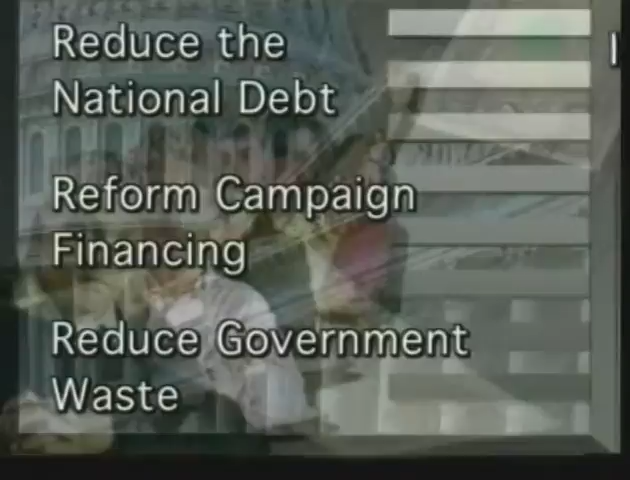 Reduce the
National Debt
Reform Campaign
Financing
Reduce Government
Waste